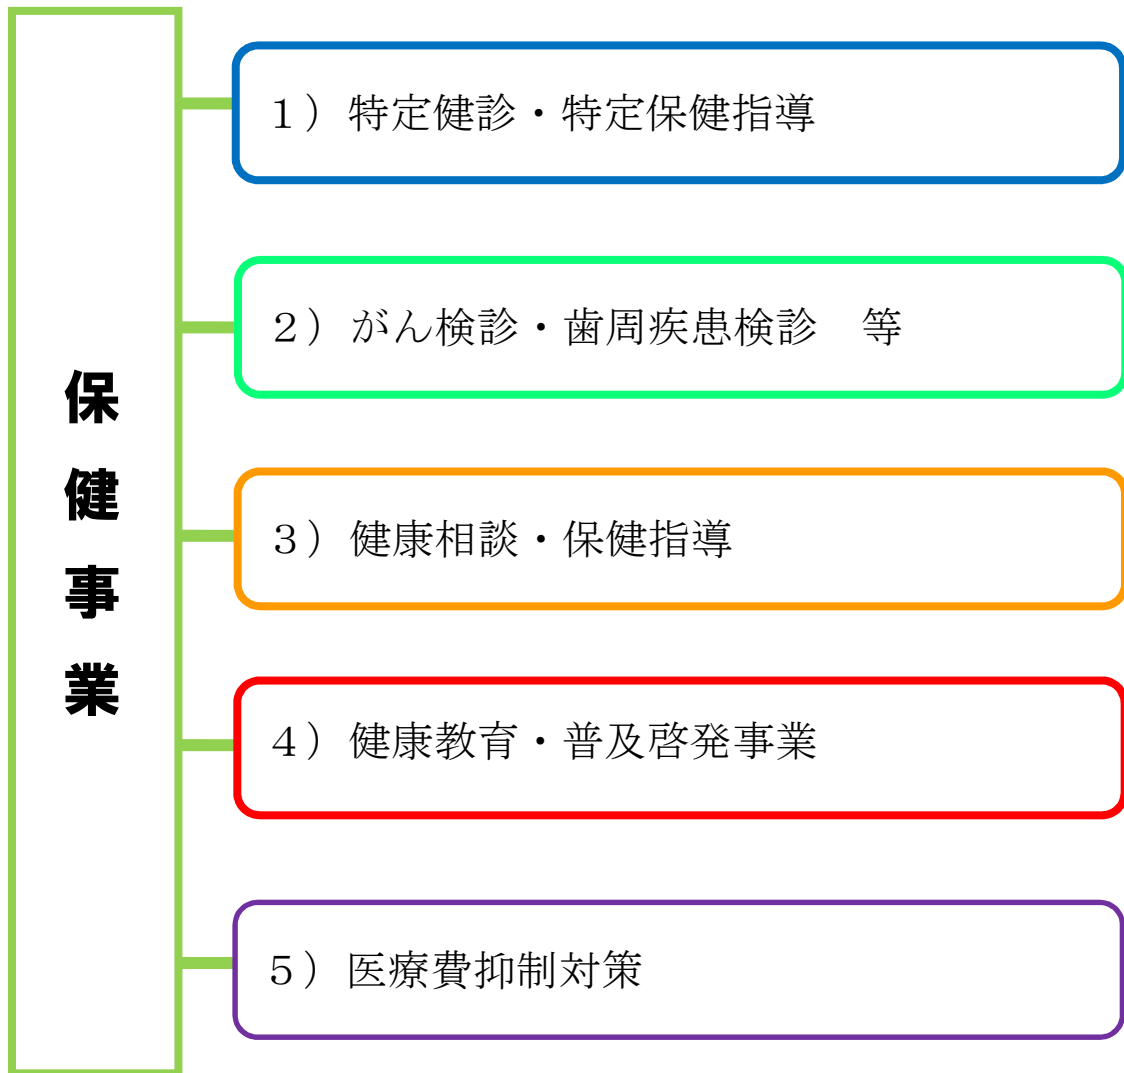 保健事業
１）特定健診・特定保健指導
２）がん検診・歯周疾患検診　等
３）健康相談・保健指導
４）健康教育・普及啓発事業
５）医療費抑制対策